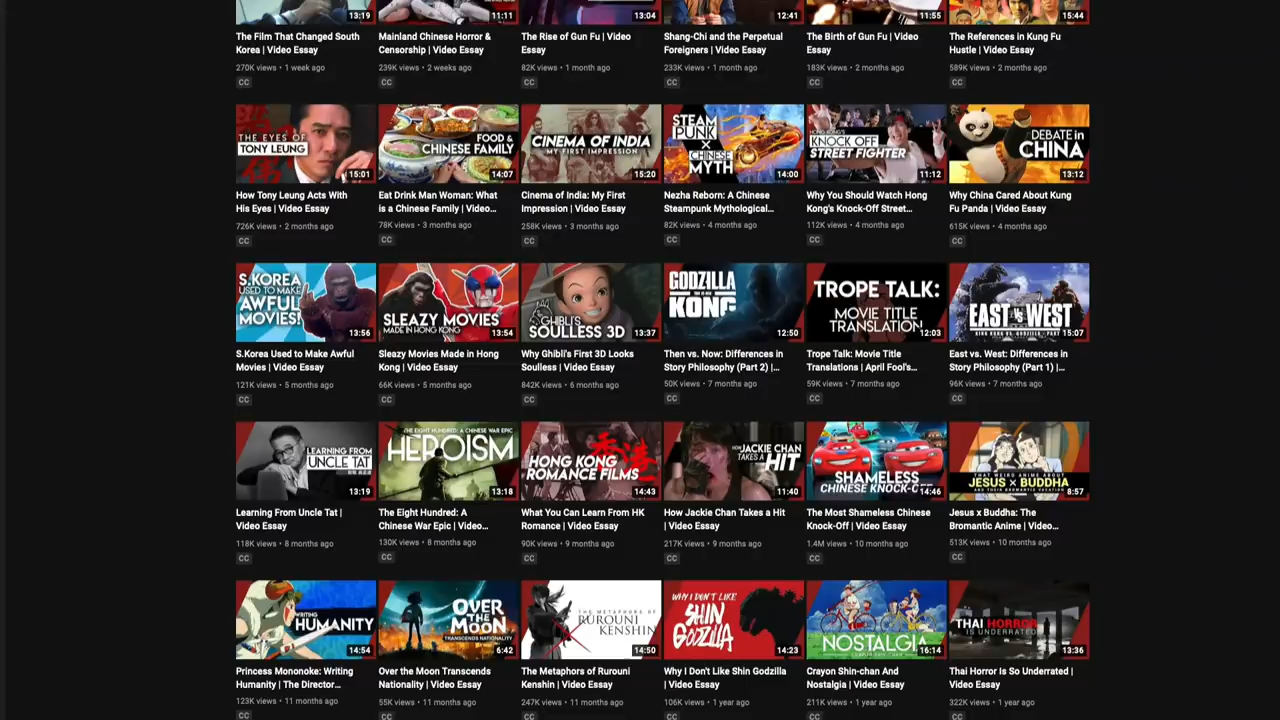 13:19
11:11
13:04
12:41
11:55
15:44
The Film That Changed South
Korea | Video Essay
270K views • 1 week ago
CC
Mainland Chinese Horror &
Censorship | Video Essay
239K views • 2 weeks ago
CC
The Rise of Gun Fu | Video
Essay
82K views • 1 month ago
CC
Shang-Chi and the Perpetual
Foreigners | Video Essay
233K views • 1 month ago
CC
The Birth of Gun Fu | Video
Essay
183K views • 2 months ago
CC
The References in Kung Fu
Hustle | Video Essay
589K views • 2 months ago
CC
THE EYES OF
TONY LEUNG
15:01
How Tony Leung Acts With
His Eyes | Video Essay
726K views • 2 months ago
CC
FOOD &
CHINESE FAMILY
14:07
Eat Drink Man Woman: What
is a Chinese Family | Video...
78K views • 3 months ago
CC
CINEMA OF INDIA
MY FIRST IMPRESSION
15:20
Cinema of India: My First
Impression | Video Essay
258K views • 3 months ago
CC
STEAM
PUNK
X
CHINESE
MYTH
14:00
Nezha Reborn: A Chinese
Steampunk Mythological...
82K views • 4 months ago
CC
HONG KONG'S
KNOCK OFF
STREET FIGHTER
11:12
Why You Should Watch Hong
Kong's Knock-Off Street...
112K views • 4 months ago
CC
DEBATE in
CHINA
13:12
Why China Cared About Kung
Fu Panda | Video Essay
615K views • 4 months ago
CC
S.KOREA
USED TO MAKE
AWFUL
MOVIES!
13:56
S.Korea Used to Make Awful
Movies | Video Essay
121K views • 5 months ago
CC
SLEAZY MOVIES
MADE IN HONG KONG
13:54
Sleazy Movies Made in Hong
Kong | Video Essay
66K views • 5 months ago
CC
GHIBLI'S
SOULLESS 3D
13:37
Why Ghibli's First 3D Looks
Soulless | Video Essay
842K views • 6 months ago
CC
GODZILLA
KONG
12:50
Then vs. Now: Differences in
Story Philosophy (Part 2) |...
50K views • 7 months ago
CC
TROPE TALK:
MOVIE TITLE
TRANSLATION!
12:03
Trope Talk: Movie Title
Translations | April Fool's...
59K views • 7 months ago
CC
EAST vs WEST
KING KONG VS. GODZILLA - PART 1
15:07
East vs. West: Differences in
Story Philosophy (Part 1) |...
96K views • 7 months ago
CC
LEARNING FROM
UNCLE TAT
13:19
Learning From Uncle Tat |
Video Essay
118K views • 8 months ago
CC
THE EIGHT HUNDRED: A CHINESE WAR EPIC
HEROISM
13:18
The Eight Hundred: A
Chinese War Epic | Video...
130K views • 8 months ago
CC
HONG KONG
ROMANCE FILMS
14:43
What You Can Learn From HK
Romance | Video Essay
90K views • 9 months ago
CC
HOW JACKIE CHAN
TAKES A HIT
11:40
How Jackie Chan Takes a Hit
| Video Essay
217K views • 9 months ago
CC
SHAMELESS
CHINESE KNOCK-
14:46
The Most Shameless Chinese
Knock-Off | Video Essay
1.4M views • 10 months ago
CC
THAT WEIRD ANIME ABOUT
JESUS X BUDDHA
AND THEIR BROMANTIC VACATION
8:57
Jesus x Buddha: The
Bromantic Anime | Video...
513K views • 10 months ago
CC
WRITING
HUMANITY
14:54
Princess Mononoke: Writing
Humanity | The Director...
123K views • 11 months ago
CC
OVER
THE
MOON
TRANSCENDS NATIONALITY
6:42
Over the Moon Transcends
Nationality | Video Essay
55K views • 11 months ago
CC
THE METAPHORS OF
RUROUNI
KENSHIN
14:50
The Metaphors of Rurouni
Kenshin | Video Essay
247K views • 11 months ago
CC
WHY I DON'T LIKE
SHIN
GODZILLA
14:23
Why I Don't Like Shin Godzilla
| Video Essay
106K views • 1 year ago
CC
NOSTALGIA
16:14
Crayon Shin-chan And
Nostalgia | Video Essay
211K views • 1 year ago
CC
THAI HORROR
IS UNDERRATED
13:36
Thai Horror Is So Underrated |
Video Essay
322K views • 1 year ago
CC